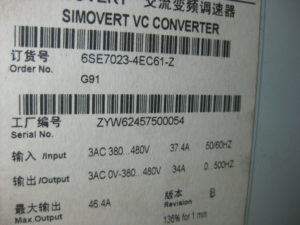 OVERT 交流变频调速器
SIMOVERT VC CONVERTER
订货号 6SE7023-4EC61-Z
Order No.
G91
工厂编号 ZYW62457500054
Serial No.
输入 /Input 3AC 380...480V 37.4A 50/60HZ
输出 /Output 3AC 0V-380...480V 34A 0...500HZ
最大输出 46.4A 版本 B
Max.Output Revision
136% for 1 min